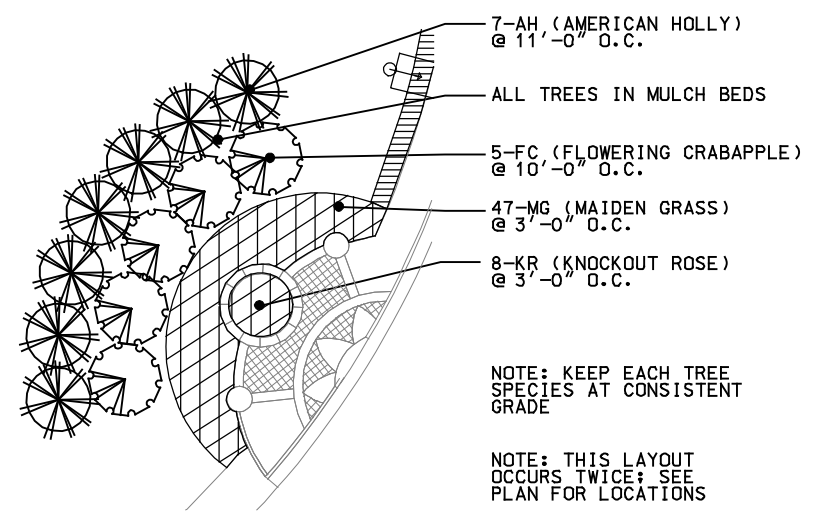 7-AH (AMERICAN HOLLY)
@ 11'-0" O.C.
ALL TREES IN MULCH BEDS
5-FC (FLOWERING CRABAPPLE)
@ 10'-0" O.C.
47-MG (MAIDEN GRASS)
@ 3'-0" O.C.
8-KR (KNOCKOUT ROSE)
@ 3'-0" O.C.
NOTE: KEEP EACH TREE
SPECIES AT CONSISTENT
GRADE
NOTE: THIS LAYOUT
OCCURS TWICE; SEE
PLAN FOR LOCATIONS